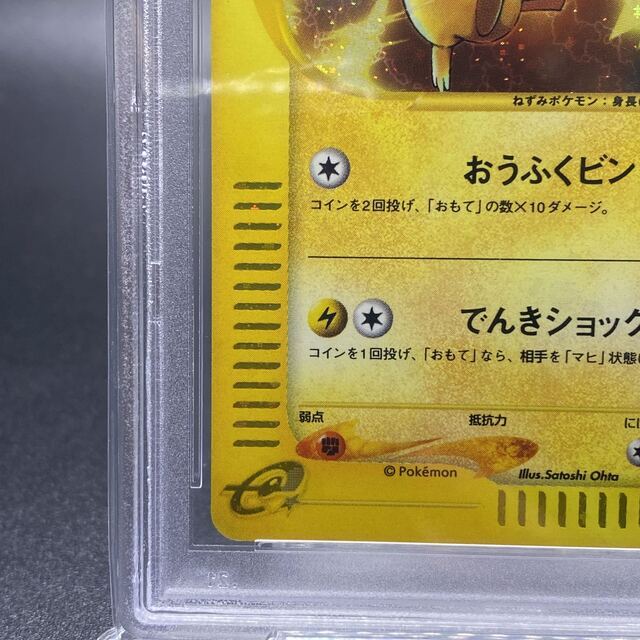 ねずみポケモン：身長
おうふくビン
コインを2回投げ、「おもて」の数×10ダメージ。
でんきショック
コインを1回投げ、「おもて」なら、相手を「マヒ」状態に
弱点
抵抗力
にげ
© Pokémon
Illus.Satoshi Ohta
e